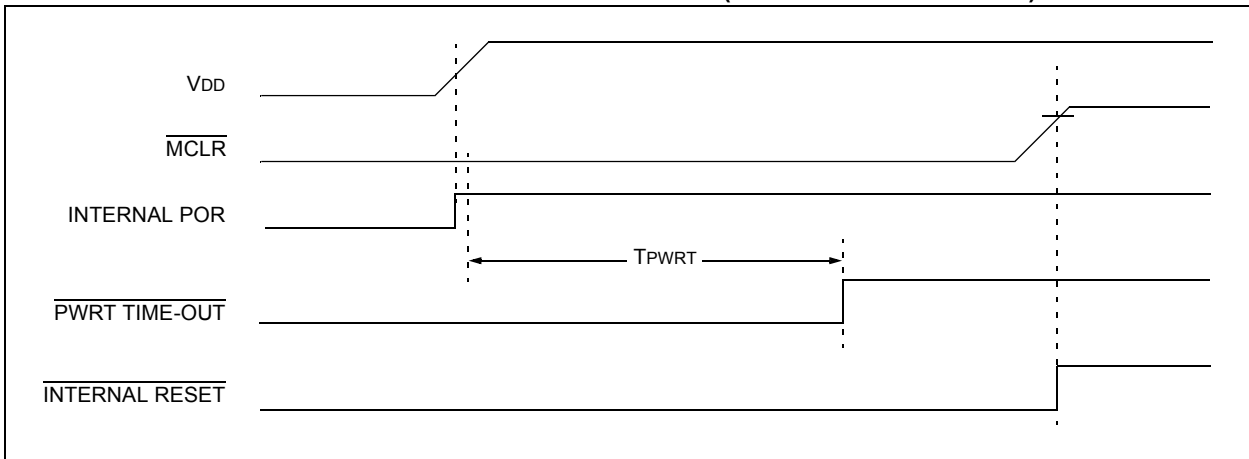 VDD
MCLR
INTERNAL POR
TPWRT
PWRT TIME-OUT
INTERNAL RESET